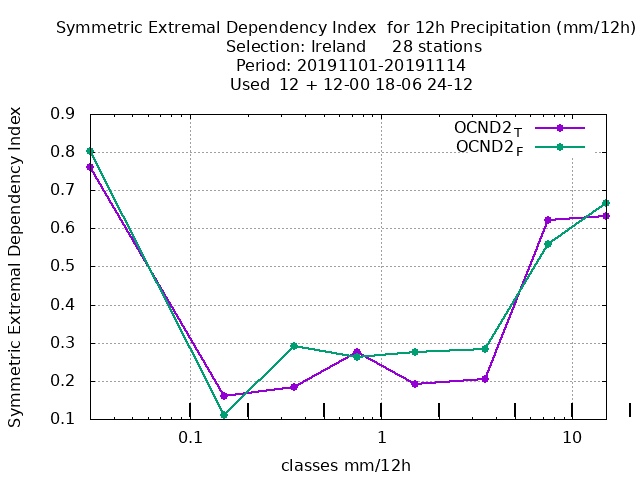 Symmetric Extremal Dependency Index  for 12h Precipitation (mm/12h)
Selection: Ireland     28 stations
Period: 20191101-20191114
Used  12 + 12-00 18-06 24-12
Symmetric Extremal Dependency Index
0.9
0.8
0.7
0.6
0.5
0.4
0.3
0.2
0.1
OCND2T
OCND2F
0.1
1
10
classes mm/12h